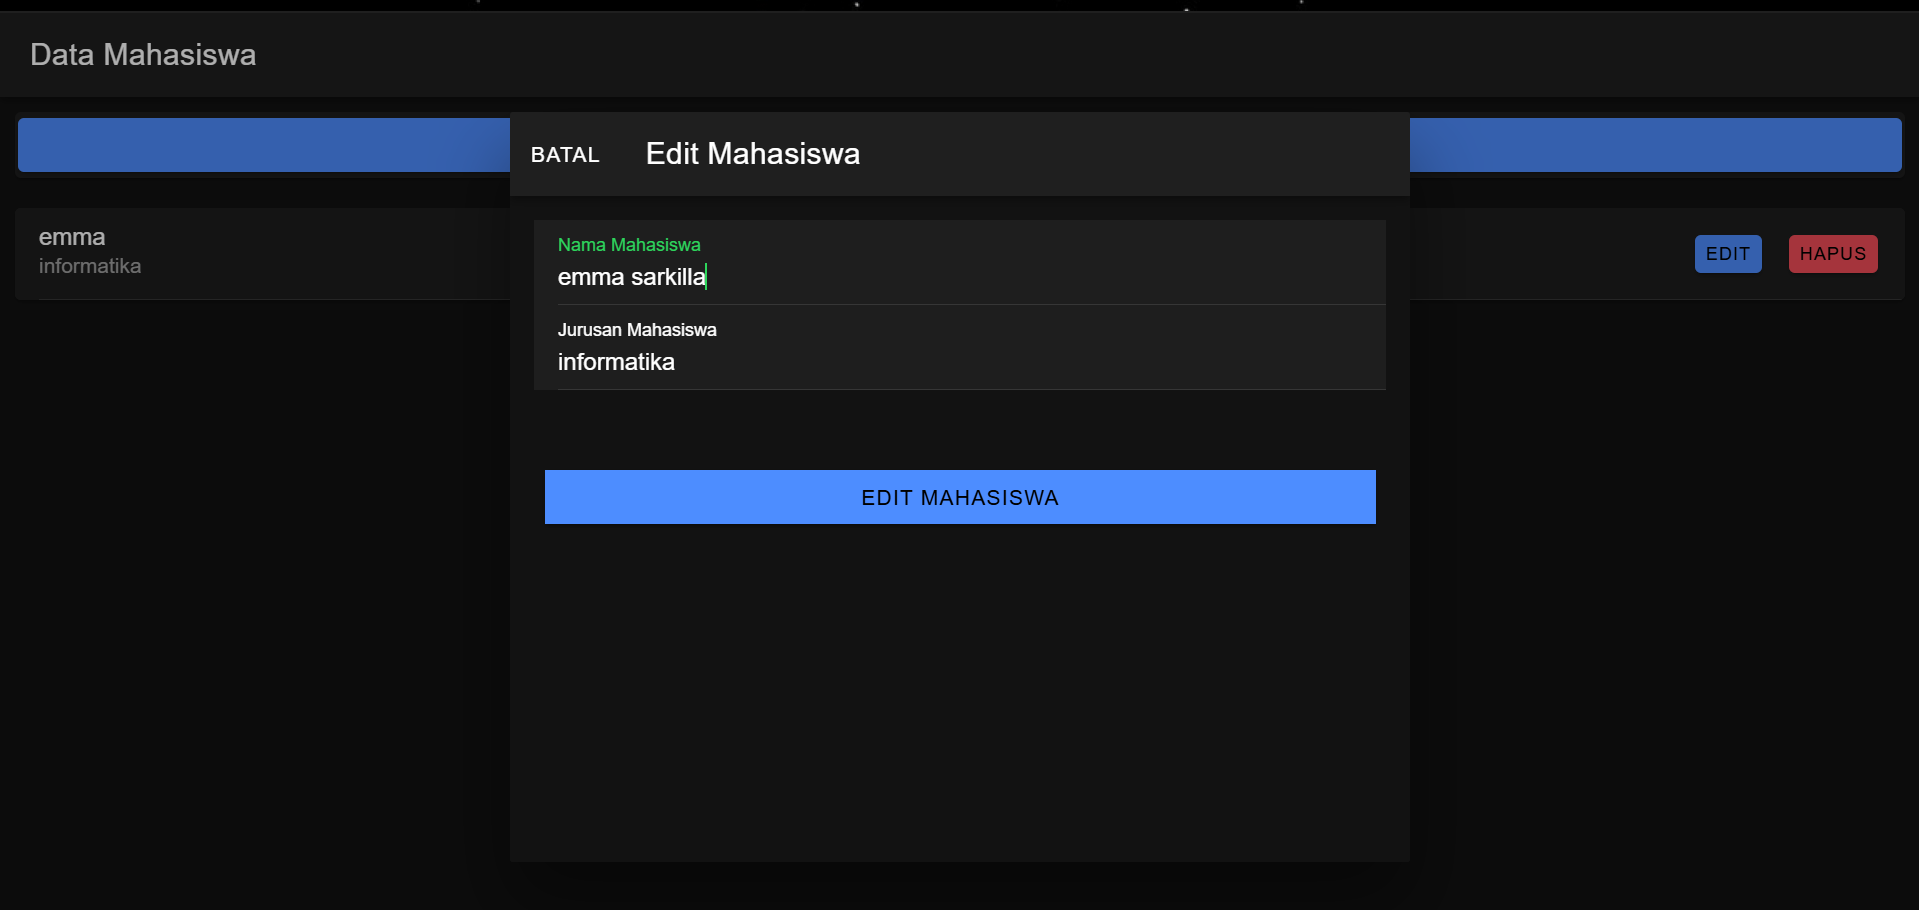 Data Mahasiswa
BATAL Edit Mahasiswa
emma
informatika
EDIT HAPUS
Nama Mahasiswa
emma sarkilla
Jurusan Mahasiswa
informatika
EDIT MAHASISWA